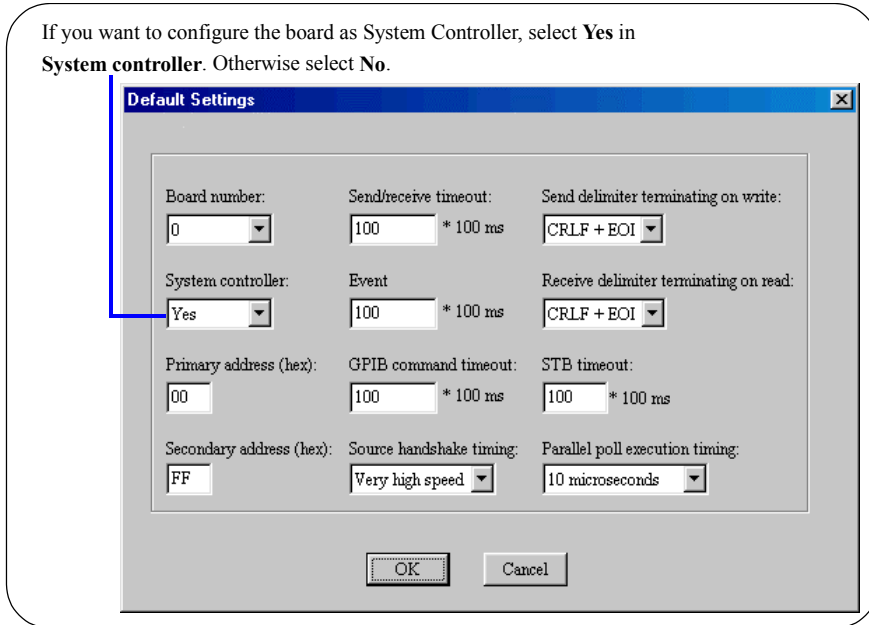 If you want to configure the board as System Controller, select Yes in
System controller. Otherwise select No.
Default Settings
Board number: Send/receive timeout: Send delimiter terminating on write:
0 100 * 100 ms CRLF + EOI
System controller: Event Receive delimiter terminating on read:
Yes 100 * 100 ms CRLF + EOI
Primary address (hex): GPIB command timeout: STB timeout:
00 100 * 100 ms 100 * 100 ms
Secondary address (hex): Source handshake timing: Parallel poll execution timing:
FF Very high speed 10 microseconds
OK Cancel